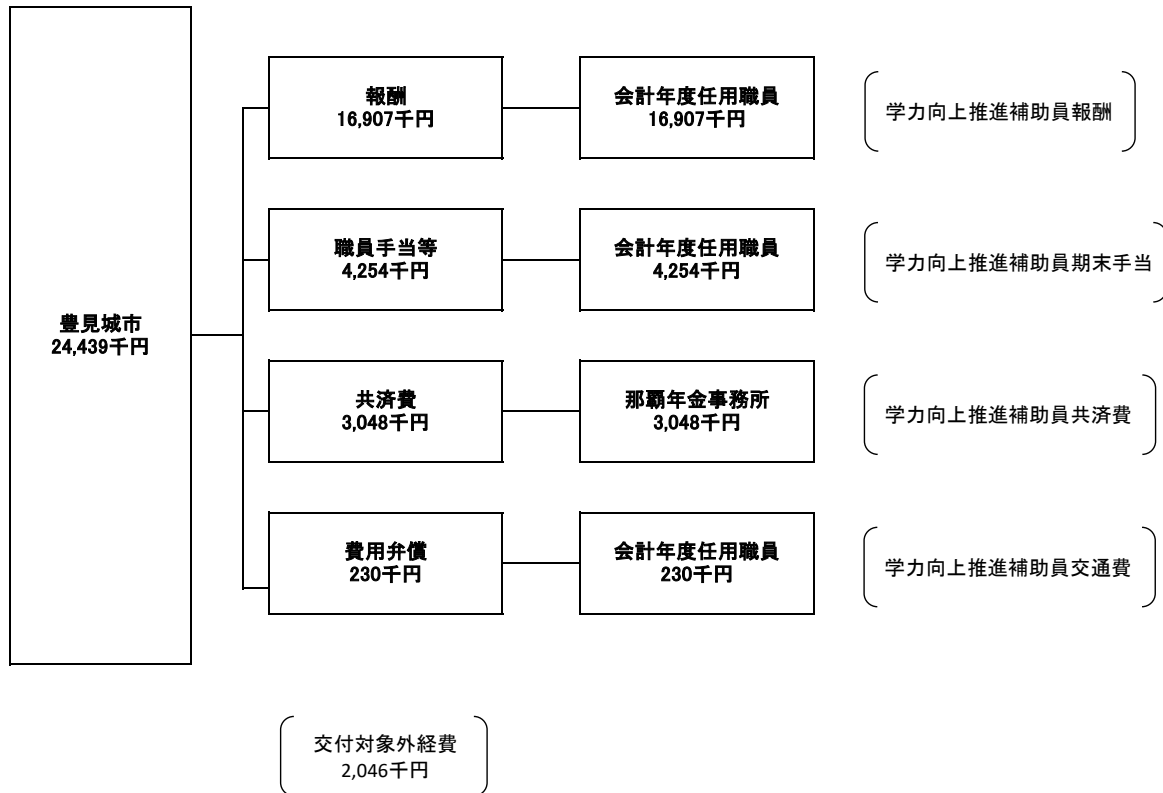 豊見城市
24,439千円
報酬
16,907千円
会計年度任用職員
16,907千円
学力向上推進補助員報酬
職員手当等
4,254千円
会計年度任用職員
4,254千円
学力向上推進補助員期末手当
共済費
3,048千円
那覇年金事務所
3,048千円
学力向上推進補助員共済費
費用弁償
230千円
会計年度任用職員
230千円
学力向上推進補助員交通費
交付対象外経費
2,046千円